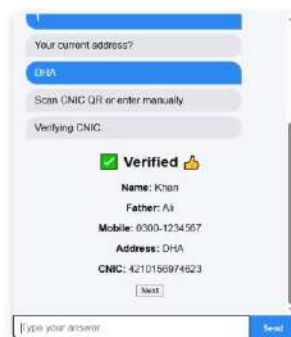 Your current address?
DHA
Scan CNIC QR or enter manually.
Verifying CNIC...
✅ Verified 👍
Name: Khan
Father: Ali
Mobile: 0300-1234567
Address: DHA
CNIC: 4210156974623
Next
Type your answer...
Send